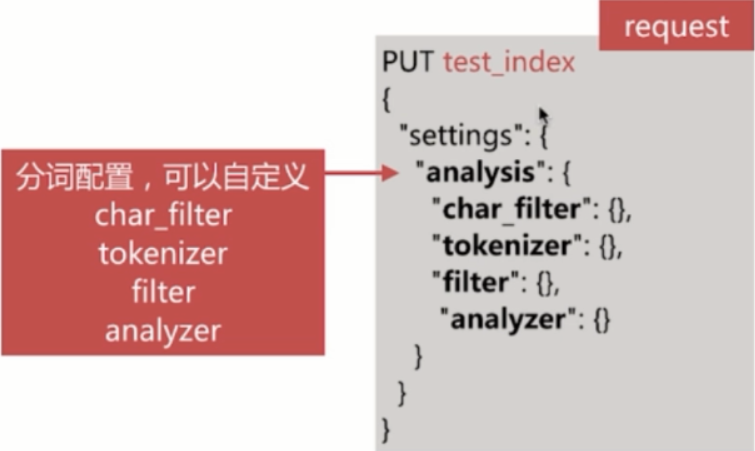 request
PUT test_index
{
"settings": {
"analysis": {
"char_filter": {},
"tokenizer": {},
"filter": {},
"analyzer": {}
}
}
}
分词配置，可以自定义
char_filter
tokenizer
filter
analyzer